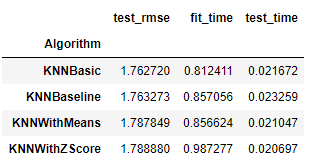 test_rmse fit_time test_time
Algorithm
KNNBasic 1.762720 0.812411 0.021672
KNNBaseline 1.763273 0.857056 0.023259
KNNWithMeans 1.787849 0.856624 0.021047
KNNWithZScore 1.788880 0.987277 0.020697